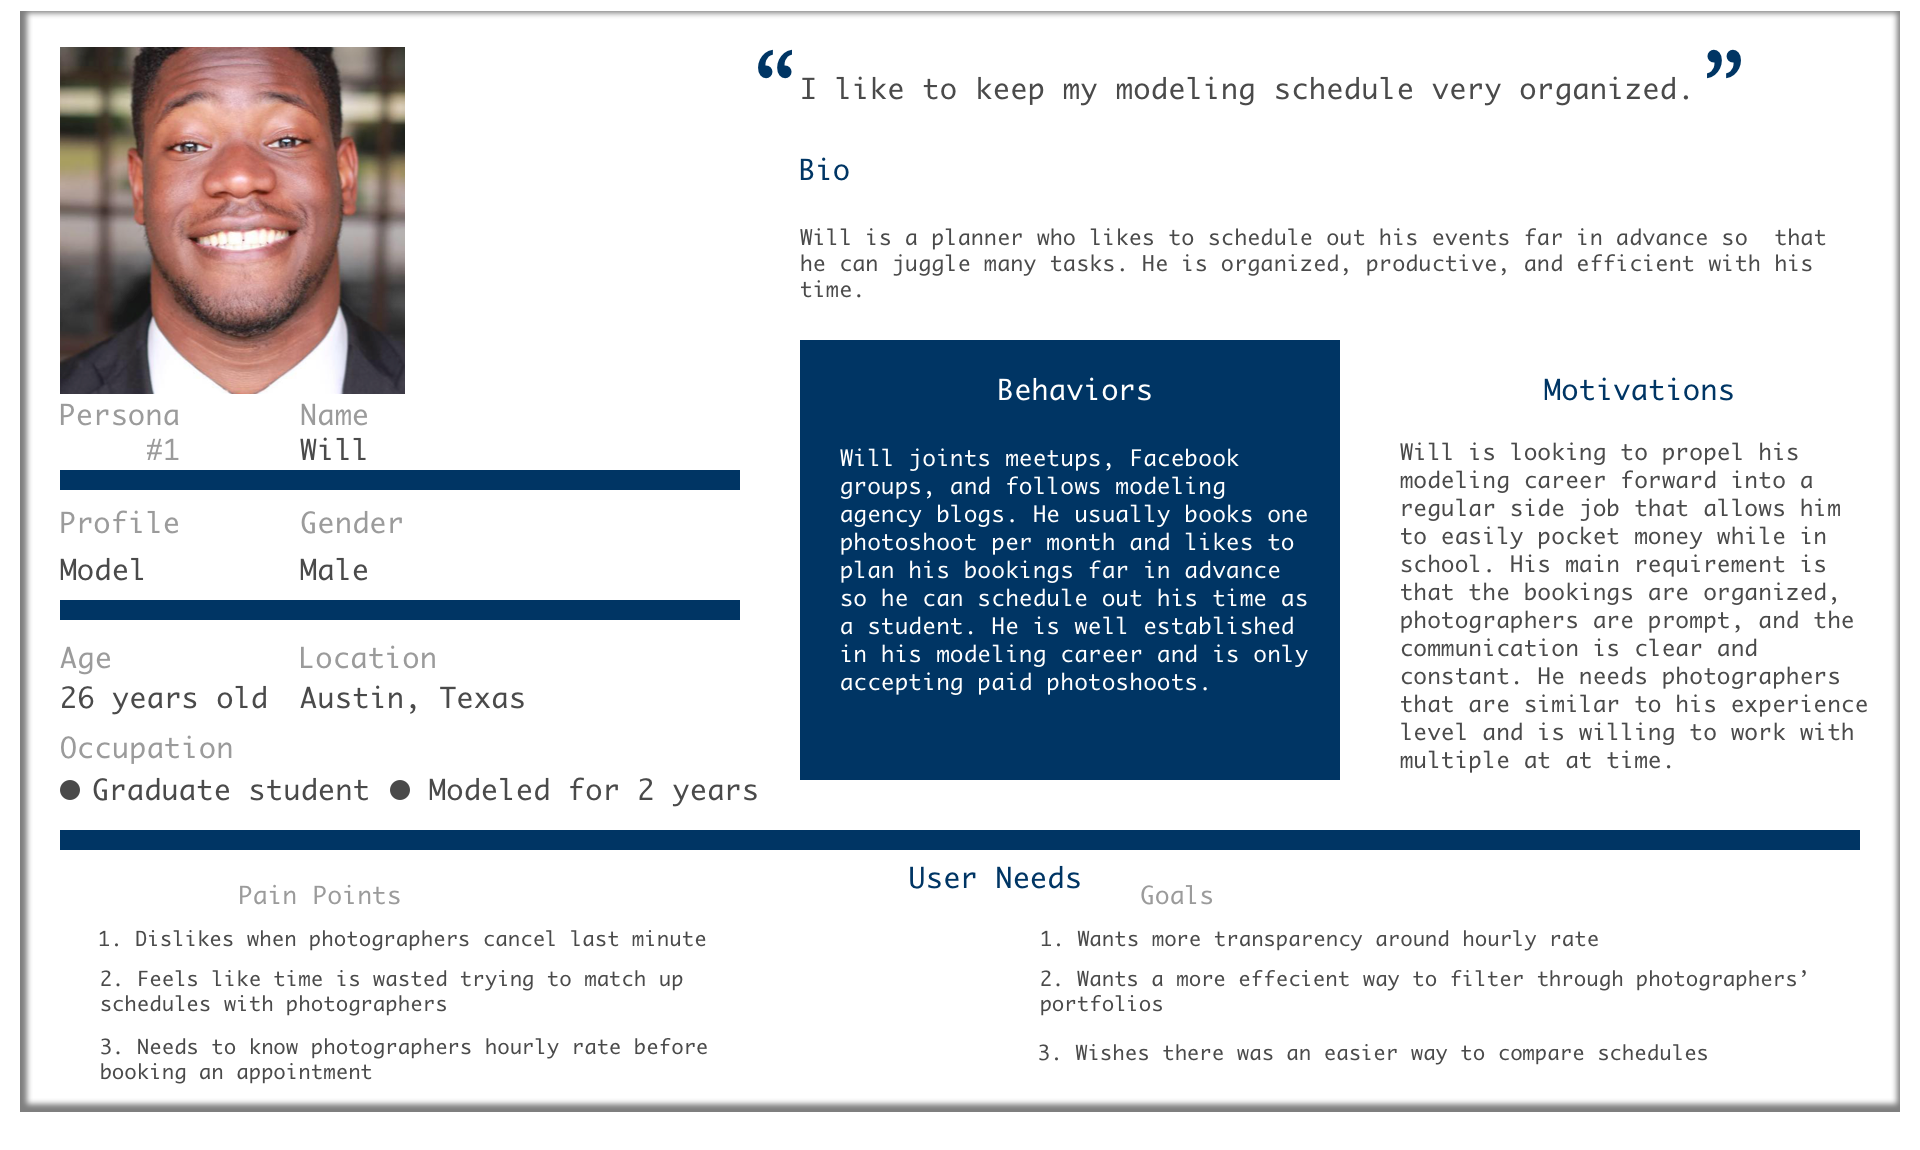 “I like to keep my modeling schedule very organized.”
Persona
#1
Name
Will
Profile
Model
Gender
Male
Age
26 years old
Location
Austin, Texas
Occupation
● Graduate student ● Modeled for 2 years
Bio
Will is a planner who likes to schedule out his events far in advance so  that
he can juggle many tasks. He is organized, productive, and efficient with his
time.
Behaviors
Will joints meetups, Facebook
groups, and follows modeling
agency blogs. He usually books one
photoshoot per month and likes to
plan his bookings far in advance
so he can schedule out his time as
a student. He is well established
in his modeling career and is only
accepting paid photoshoots.
Motivations
Will is looking to propel his
modeling career forward into a
regular side job that allows him
to easily pocket money while in
school. His main requirement is
that the bookings are organized,
photographers are prompt, and the
communication is clear and
constant. He needs photographers
that are similar to his experience
level and is willing to work with
multiple at at time.
User Needs
Pain Points
1. Dislikes when photographers cancel last minute
2. Feels like time is wasted trying to match up
schedules with photographers
3. Needs to know photographers hourly rate before
booking an appointment
Goals
1. Wants more transparency around hourly rate
2. Wants a more effecient way to filter through photographers’
portfolios
3. Wishes there was an easier way to compare schedules